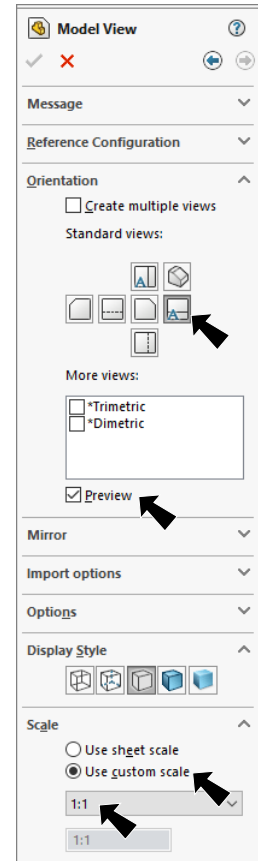 Model View
Message
Reference Configuration
Orientation
Create multiple views
Standard views:
A
A
More views:
*Trimetric
*Dimetric
Preview
Mirror
Import options
Options
Display Style
Scale
Use sheet scale
Use custom scale
1:1
1:1